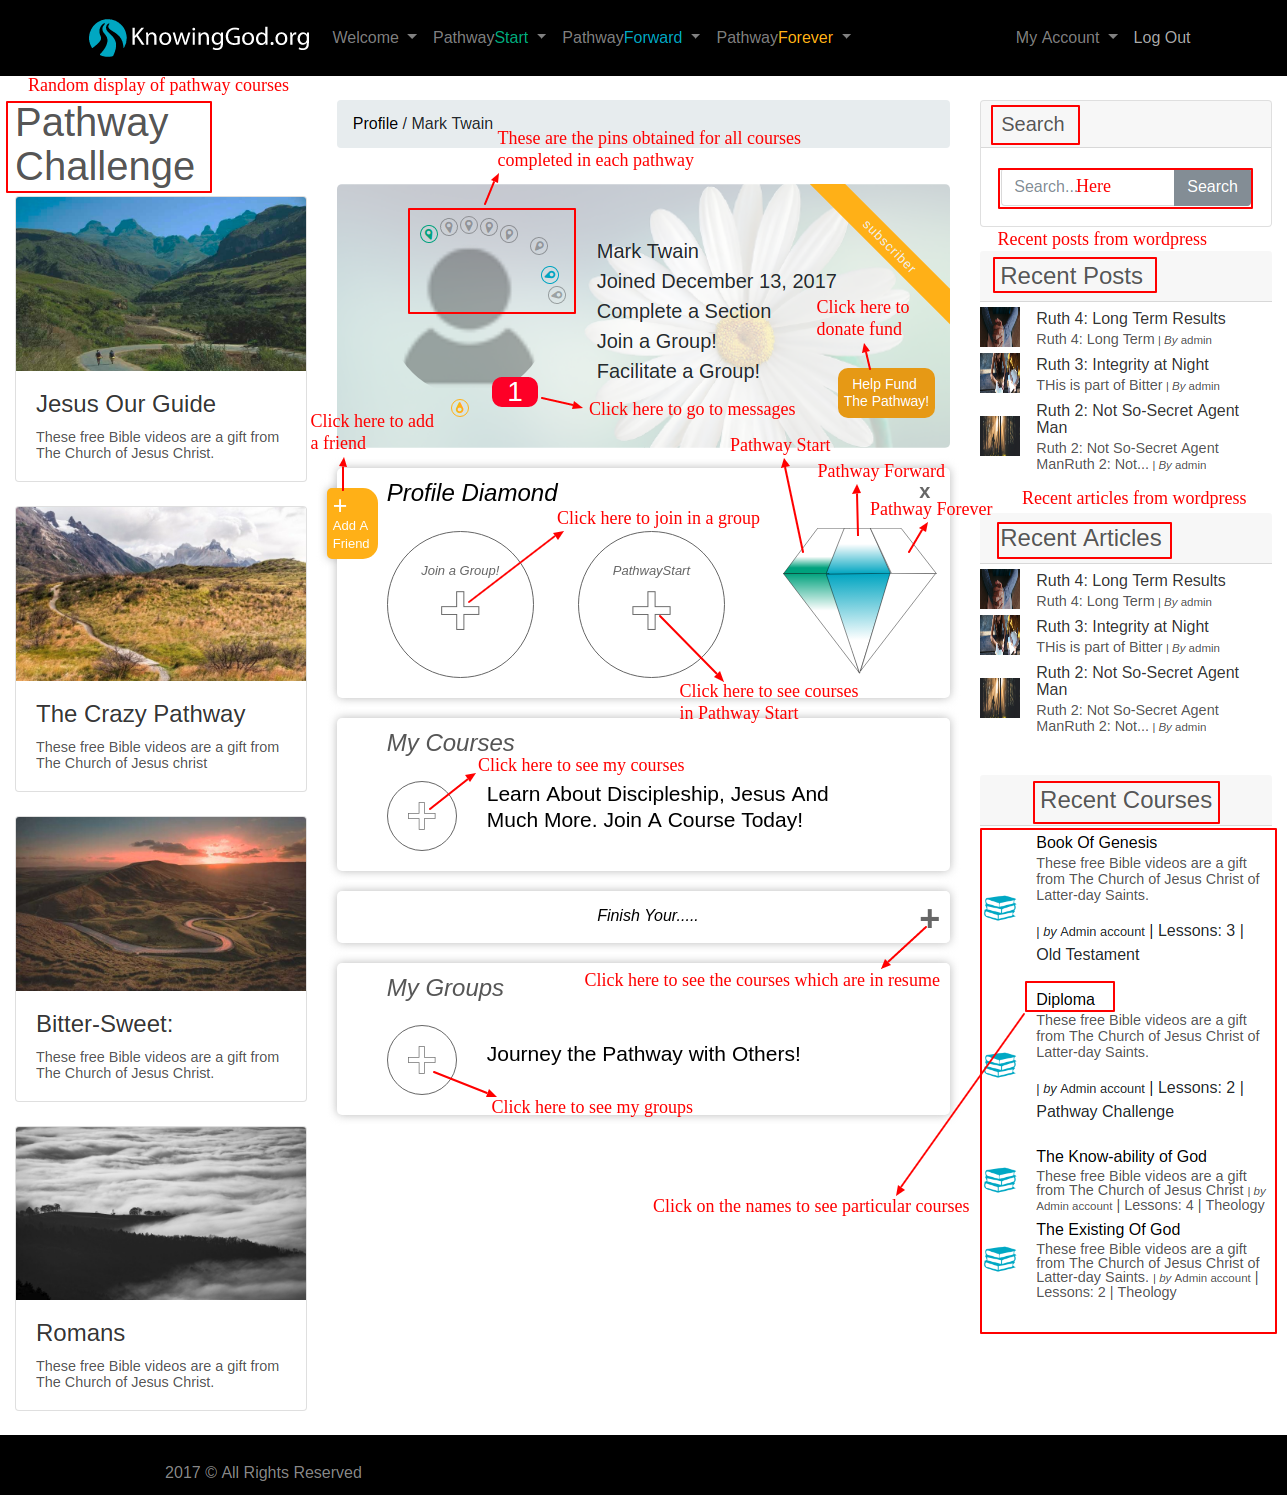 KnowingGod.org Welcome PathwayStart PathwayForward PathwayForever My Account Log Out
Random display of pathway courses
Pathway
Challenge
Jesus Our Guide
These free Bible videos are a gift from
The Church of Jesus Christ.
The Crazy Pathway
These free Bible videos are a gift from
The Church of Jesus christ
Bitter-Sweet:
These free Bible videos are a gift from
The Church of Jesus Christ.
Romans
These free Bible videos are a gift from
The Church of Jesus Christ.
Profile / Mark Twain
These are the pins obtained for all courses
completed in each pathway
subscriber
Mark Twain
Joined December 13, 2017
Complete a Section
Join a Group!
Facilitate a Group!
Click here to
donate fund
Help Fund
The Pathway!
1
Click here to go to messages
Click here to add
a friend
+
Add A
Friend
Pathway Start
Pathway Forward
Pathway Forever
Profile Diamond
x
Click here to join in a group
Join a Group!
PathwayStart
Click here to see courses
in Pathway Start
My Courses
Click here to see my courses
Learn About Discipleship, Jesus And
Much More. Join A Course Today!
Finish Your.....
+
Click here to see the courses which are in resume
My Groups
Journey the Pathway with Others!
Click here to see my groups
Click on the names to see particular courses
Search
Search...Here Search
Recent posts from wordpress
Recent Posts
Ruth 4: Long Term Results
Ruth 4: Long Term | By admin
Ruth 3: Integrity at Night
THis is part of Bitter | By admin
Ruth 2: Not So-Secret Agent
Man
Ruth 2: Not So-Secret Agent
ManRuth 2: Not... | By admin
Recent articles from wordpress
Recent Articles
Ruth 4: Long Term Results
Ruth 4: Long Term | By admin
Ruth 3: Integrity at Night
THis is part of Bitter | By admin
Ruth 2: Not So-Secret Agent
Man
Ruth 2: Not So-Secret Agent
ManRuth 2: Not... | By admin
Recent Courses
Book Of Genesis
These free Bible videos are a gift
from The Church of Jesus Christ of
Latter-day Saints.
| by Admin account | Lessons: 3 |
Old Testament
Diploma
These free Bible videos are a gift
from The Church of Jesus Christ of
Latter-day Saints.
| by Admin account | Lessons: 2 |
Pathway Challenge
The Know-ability of God
These free Bible videos are a gift
from The Church of Jesus Christ | by
Admin account | Lessons: 4 | Theology
The Existing Of God
These free Bible videos are a gift
from The Church of Jesus Christ of
Latter-day Saints. | by Admin account |
Lessons: 2 | Theology
2017 © All Rights Reserved